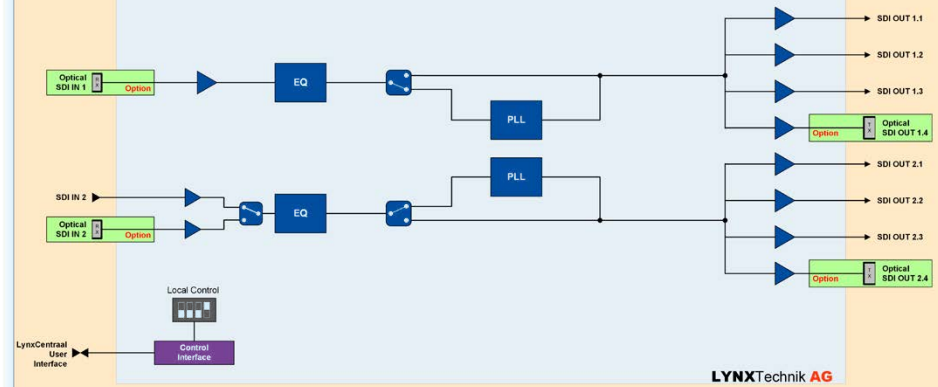 SDI OUT 1.1
SDI OUT 1.2
Optical
SDI IN 1
R
X
Option
EQ
SDI OUT 1.3
PLL
Option
T
X
Optical
SDI OUT 1.4
SDI OUT 2.1
PLL
SDI IN 2
SDI OUT 2.2
EQ
Optical
SDI IN 2
R
X
Option
SDI OUT 2.3
Option
T
X
Optical
SDI OUT 2.4
Local Control
LynxCentraal
User
Interface
Control
Interface
LYNXTechnik AG